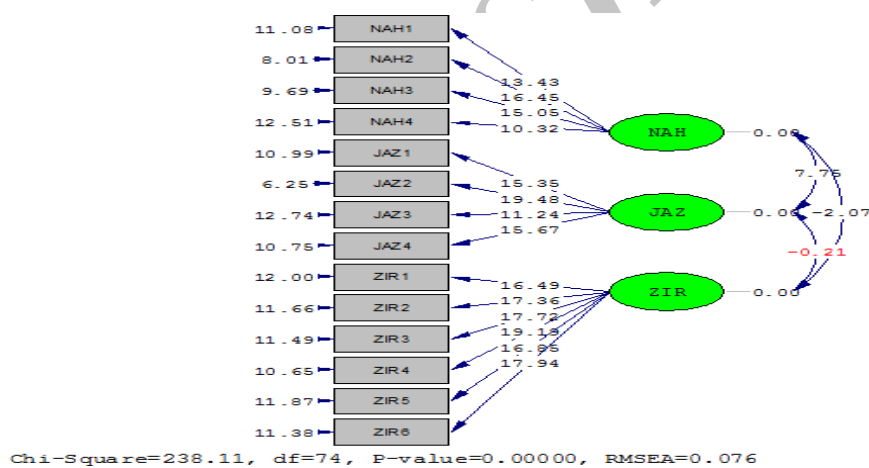 11.08 NAH1
8.01 NAH2
13.43
9.69 NAH3
16.45
15.05
12.51 NAH4
10.32
NAH 0.00
10.99 JAZ1
7.75
6.25 JAZ2
15.35
19.48
12.74 JAZ3
11.24
JAZ 0.00 -2.07
15.67
10.75 JAZ4
-0.21
12.00 ZIR1
16.49
ZIR 0.00
11.66 ZIR2
17.36
17.72
11.49 ZIR3
19.19
16.85
10.65 ZIR4
17.94
11.87 ZIR5
11.38 ZIR6
Chi-Square=238.11, df=74, P-value=0.00000, RMSEA=0.076